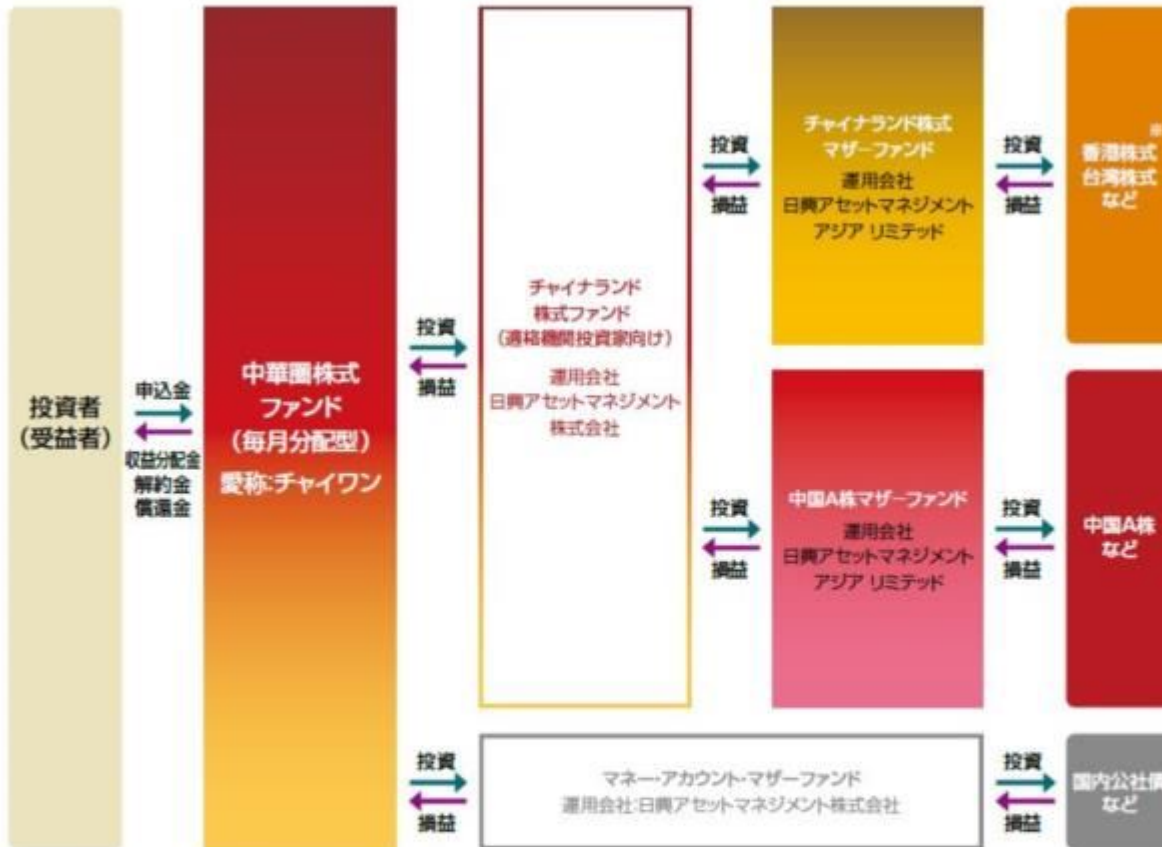 投資者
(受益者)
申込金
収益分配金
解約金
償還金
中華圏株式
ファンド
(毎月分配型)
愛称:チャイワン
投資
損益
チャイナランド
株式ファンド
(適格機関投資家向け)
運用会社
日興アセットマネジメント
株式会社
投資
損益
チャイナランド株式
マザーファンド
運用会社
日興アセットマネジメント
アジア リミテッド
投資
損益
※
香港株式
台湾株式
など
投資
損益
中国A株マザーファンド
運用会社
日興アセットマネジメント
アジア リミテッド
投資
損益
中国A株
など
投資
損益
マネー・アカウント・マザーファンド
運用会社:日興アセットマネジメント株式会社
投資
損益
国内公社債
など